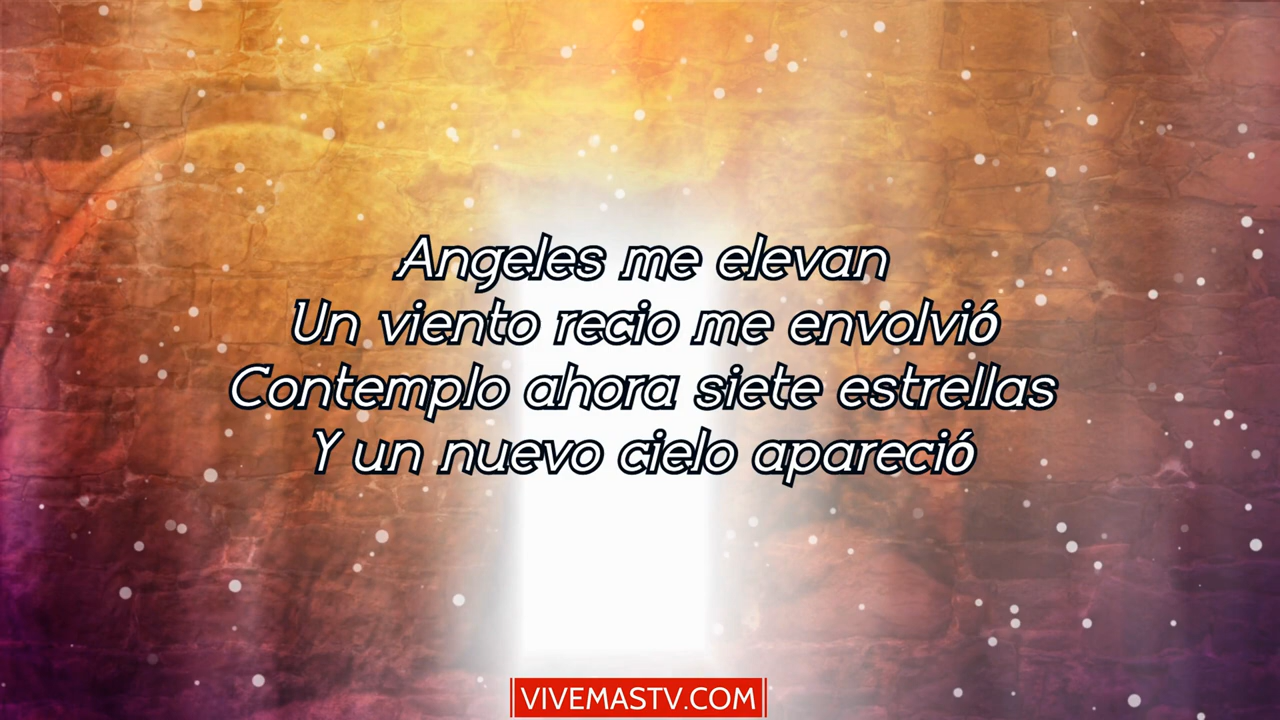 Angeles me elevan
Un viento recio me envolvió
Contemplo ahora siete estrellas
Y un nuevo cielo apareció
VIVEMASTV.COM